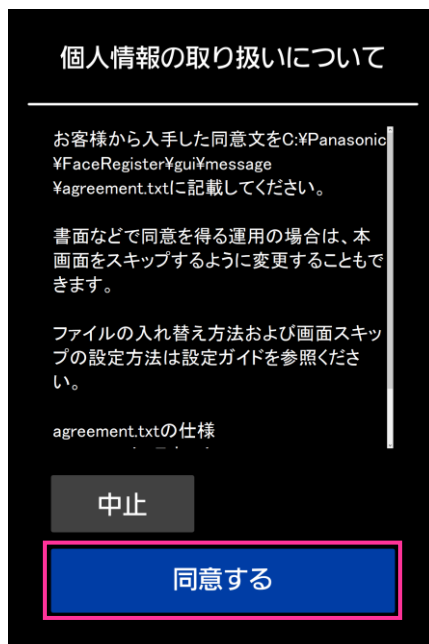 個人情報の取り扱いについて
お客様から入手した同意文をC:¥Panasonic
¥FaceRegister¥gui¥message
¥agreement.txtに記載してください。
書面などで同意を得る運用の場合は、本
画面をスキップするように変更することもで
きます。
ファイルの入れ替え方法および画面スキッ
プの設定方法は設定ガイドを参照くださ
い。
agreement.txtの仕様
中止
同意する